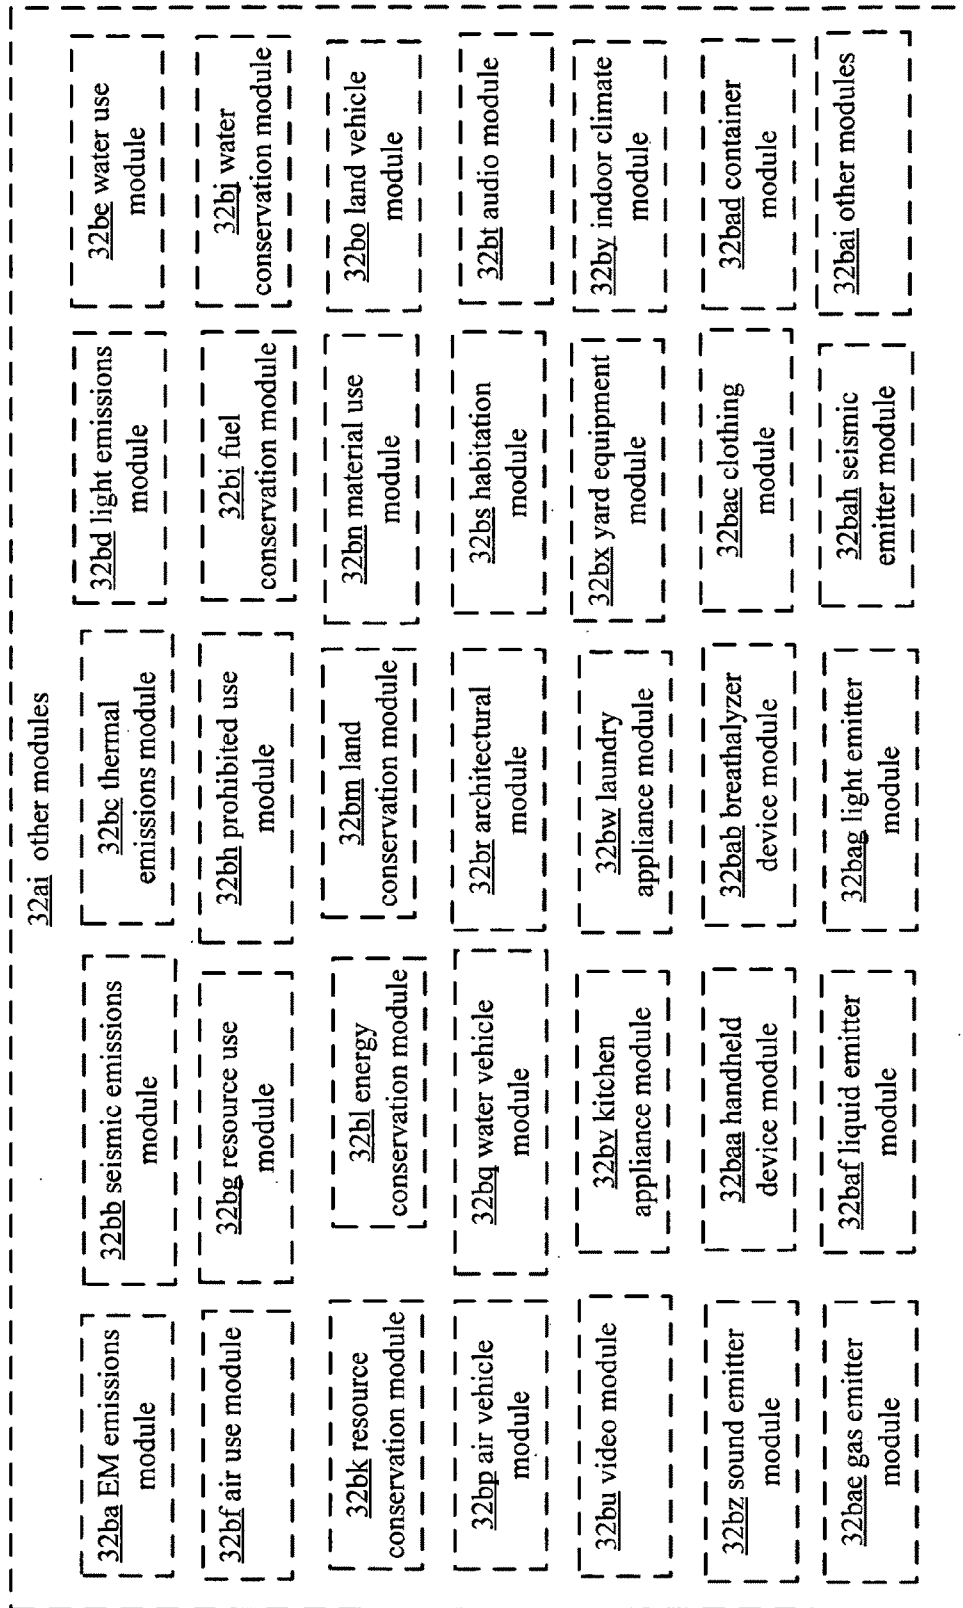 32ai other modules
32ba EM emissions
module
32bb seismic emissions
module
32bc thermal
emissions module
32bd light emissions
module
32be water use
module
32bf air use module
32bg resource use
module
32bh prohibited use
module
32bi fuel
conservation module
32bj water
conservation module
32bk resource
conservation module
32bl energy
conservation module
32bm land
conservation module
32bn material use
module
32bo land vehicle
module
32bp air vehicle
module
32bq water vehicle
module
32br architectural
module
32bs habitation
module
32bt audio module
32bu video module
32bv kitchen
appliance module
32bw laundry
appliance module
32bx yard equipment
module
32by indoor climate
module
32bz sound emitter
module
32baa handheld
device module
32bab breathalyzer
device module
32bac clothing
module
32bad container
module
32bae gas emitter
module
32baf liquid emitter
module
32bag light emitter
module
32bah seismic
emitter module
32bai other modules